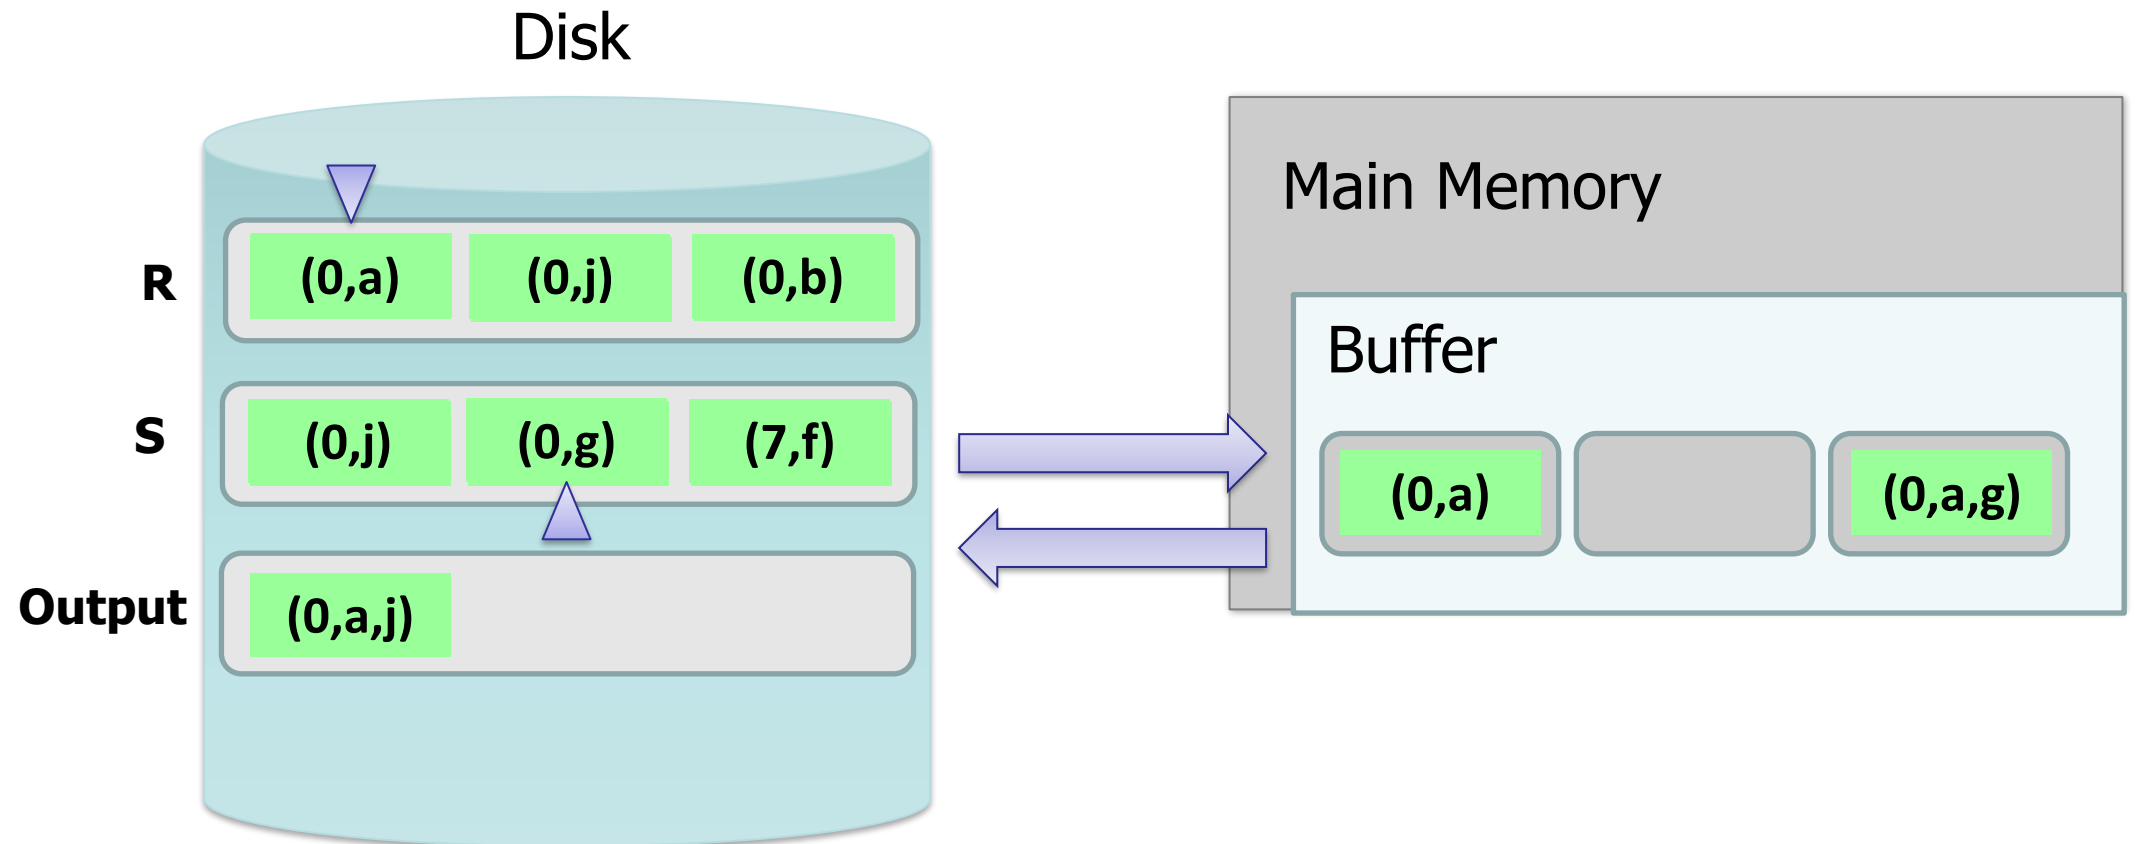 Disk
Main Memory
R (0,a) (0,j) (0,b)
Buffer
S (0,j) (0,g) (7,f)
(0,a) (0,a,g)
Output (0,a,j)